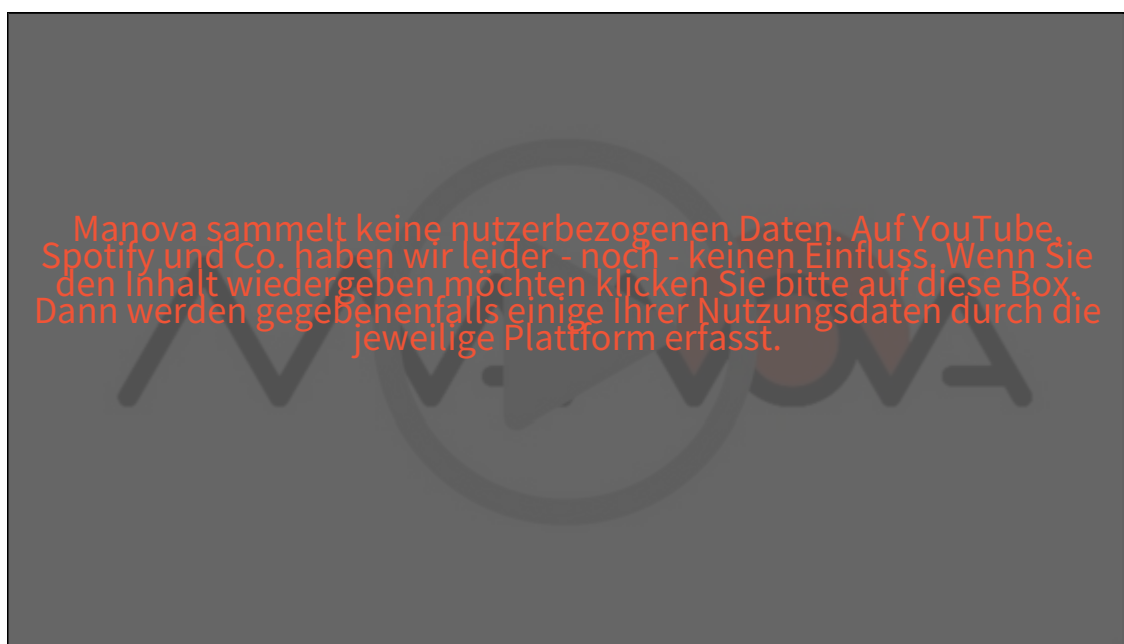 Manova sammelt keine nutzerbezogenen Daten. Auf YouTube,
Spotify und Co. haben wir leider - noch - keinen Einfluss. Wenn Sie
den Inhalt wiedergeben möchten klicken Sie bitte auf diese Box.
Dann werden gegebenenfalls einige Ihrer Nutzungsdaten durch die
jeweilige Plattform erfasst.
MANOVA